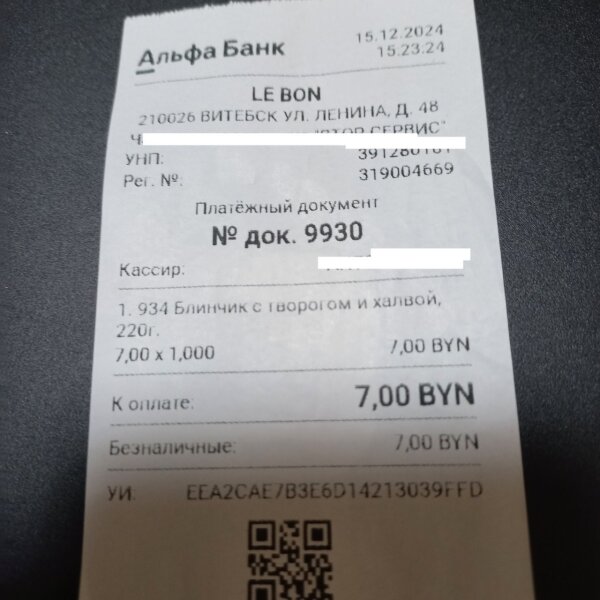 Альфа Банк
15.12.2024
15.23.24
LE BON
210026 ВИТЕБСК УЛ. ЛЕНИНА, Д. 48
СЕРВИС"
УНП:
Рег. №: 319004669
Платёжный документ
№ док. 9930
Кассир:
1. 934 Блинчик с творогом и халвой,
220г.
7,00 x 1,000 7,00 BYN
К оплате: 7,00 BYN
Безналичные: 7,00 BYN
УИ: EEA2CAE7B3E6D14213039FFD